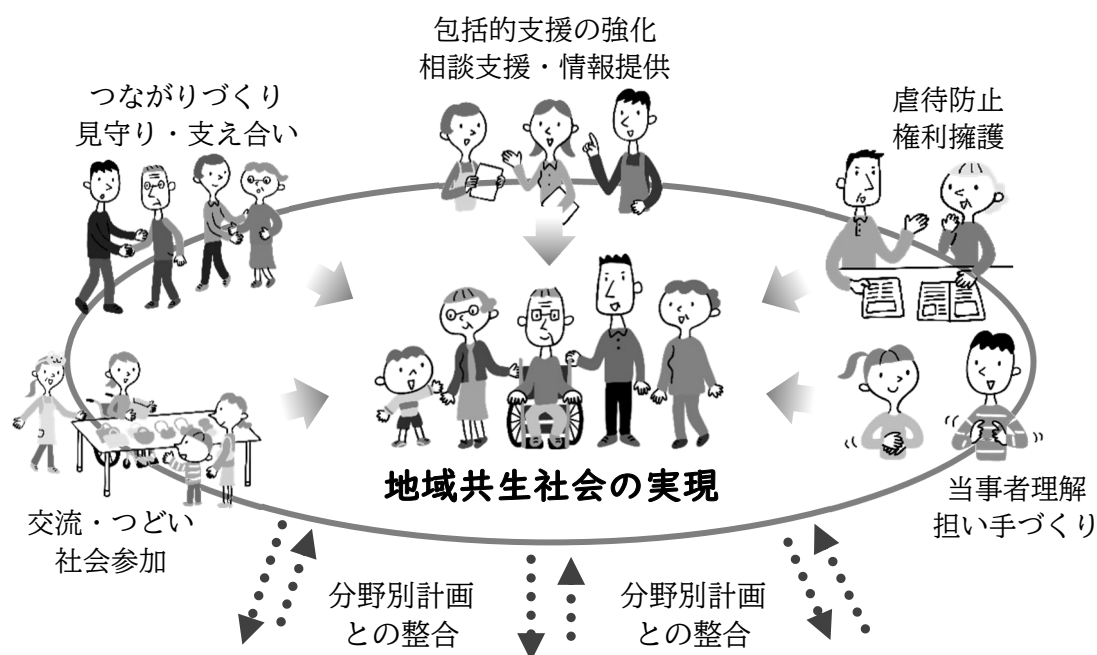 包括的支援の強化
相談支援・情報提供
つながりづくり
見守り・支え合い
虐待防止
権利擁護
地域共生社会の実現
交流・つどい
社会参加
当事者理解
担い手づくり
分野別計画
との整合
分野別計画
との整合